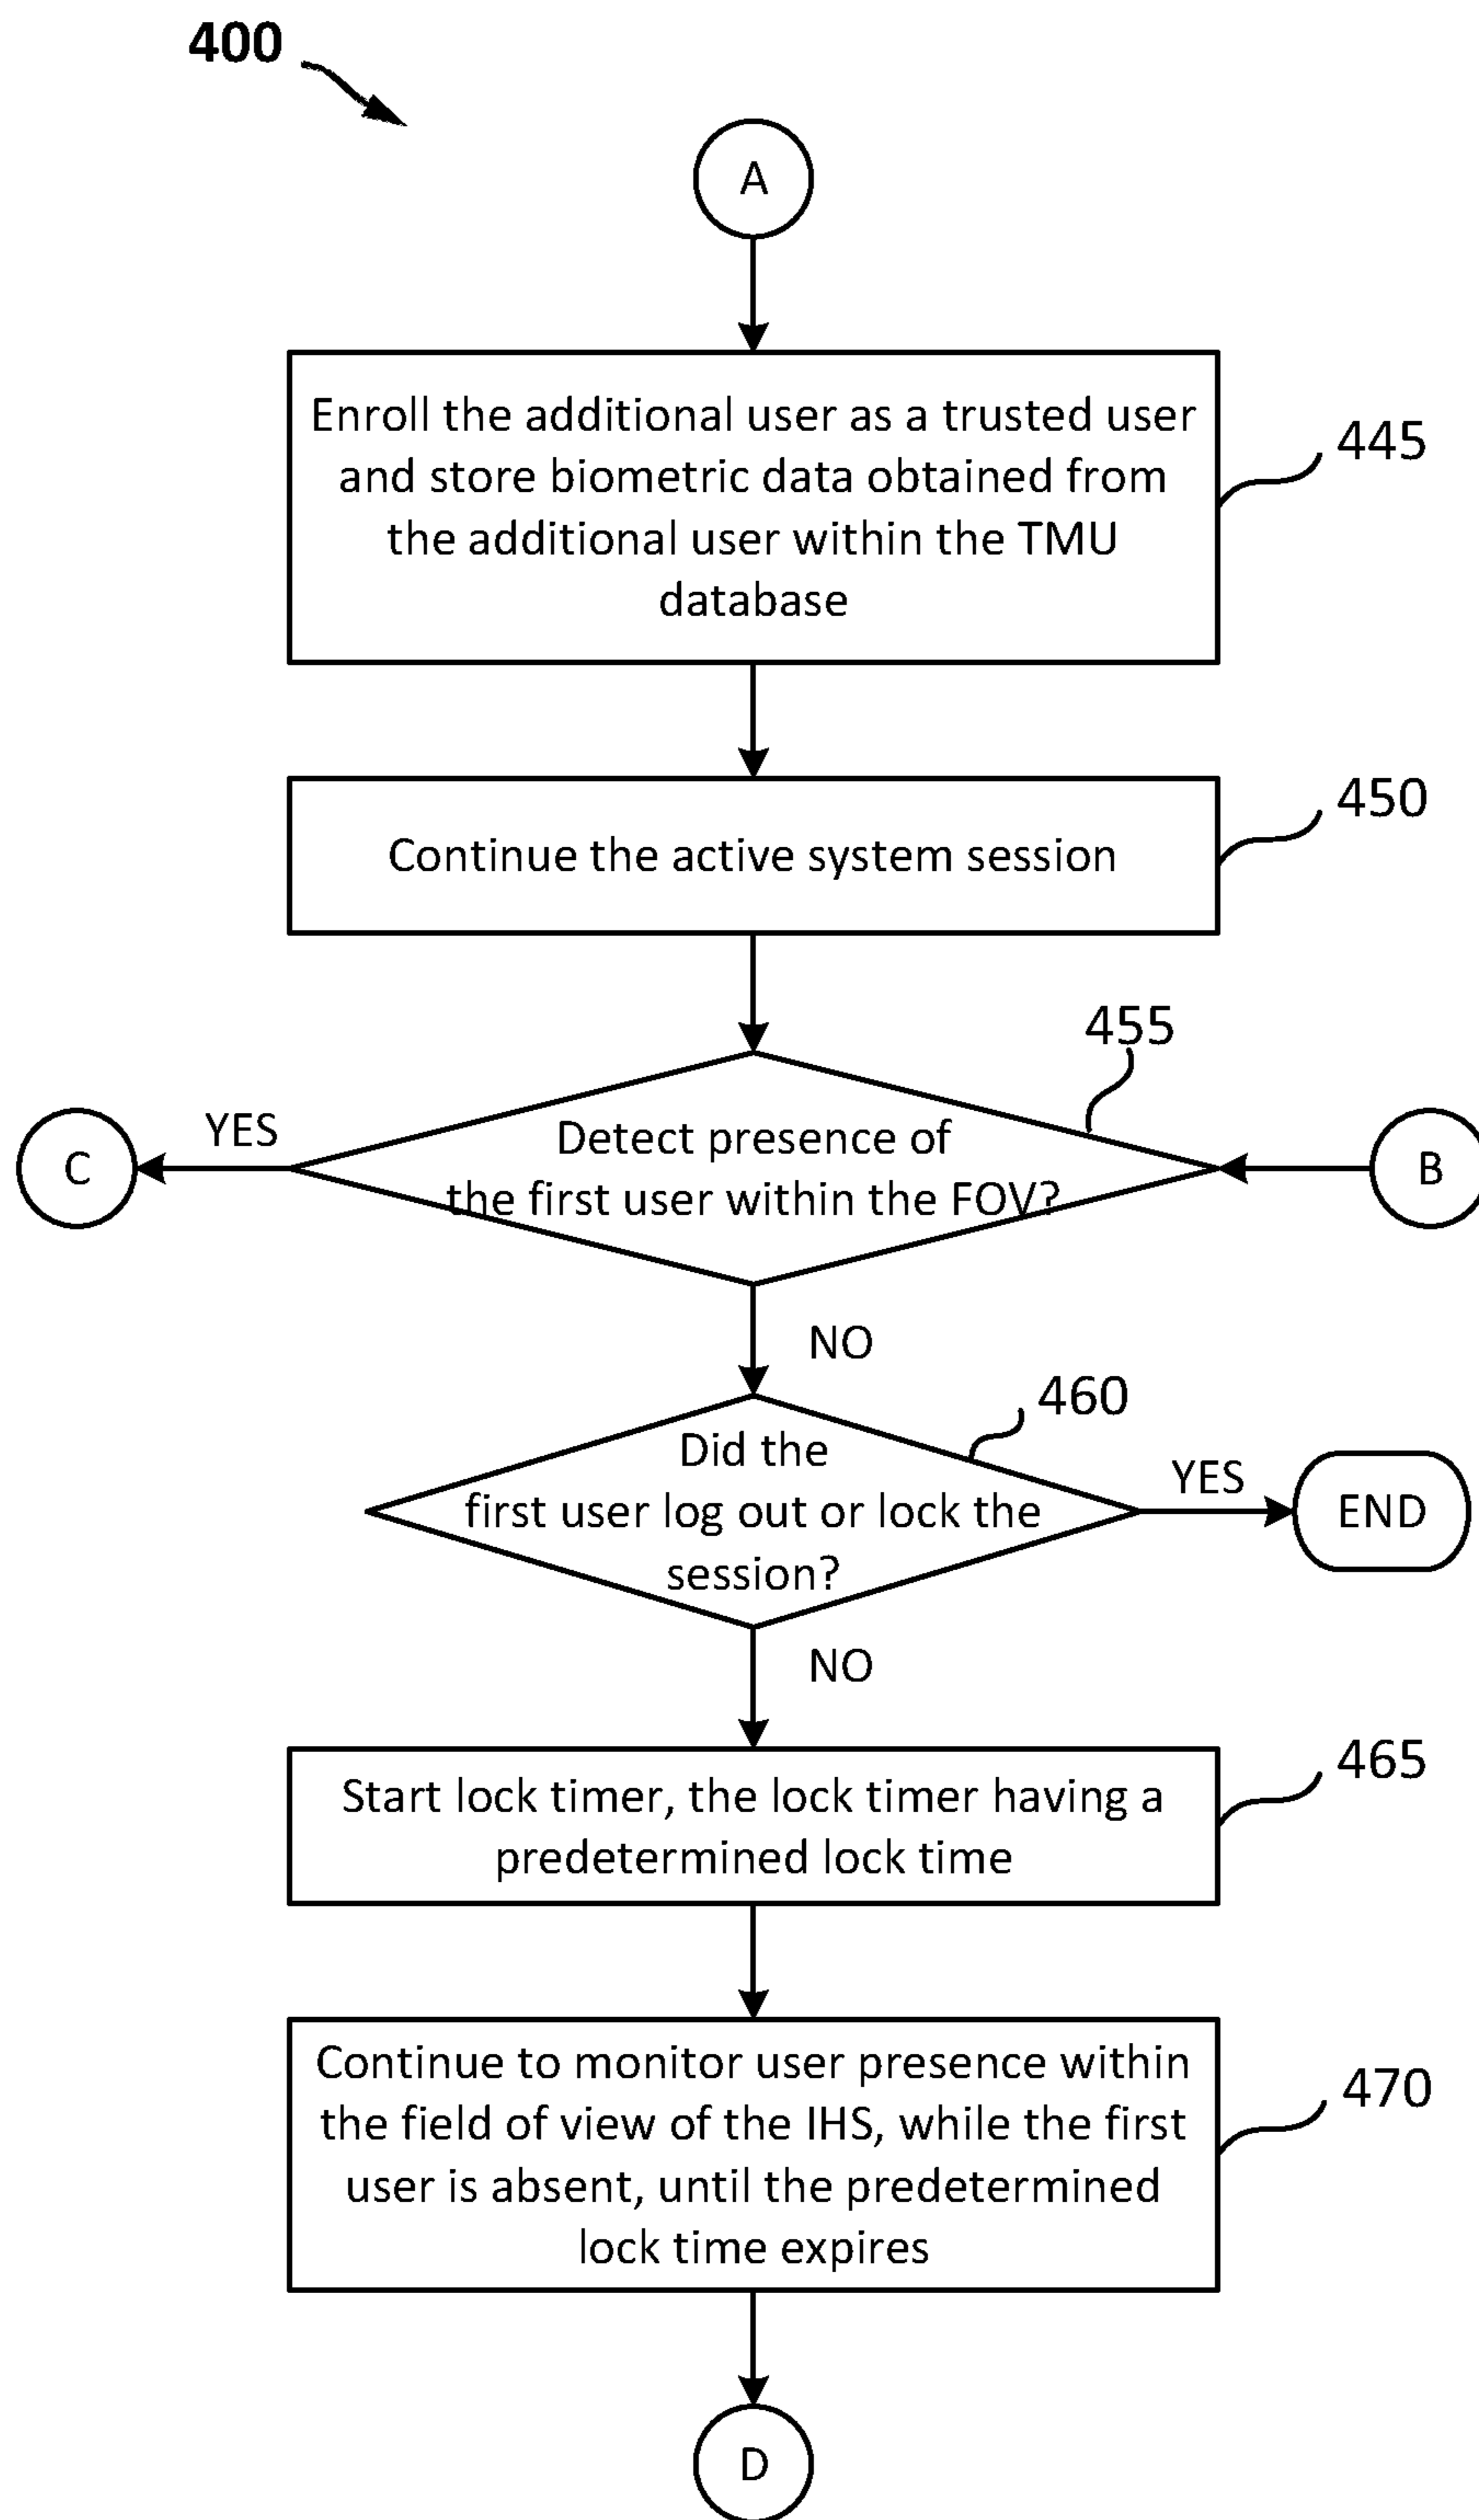 400
A
Enroll the additional user as a trusted user
and store biometric data obtained from
the additional user within the TMU
database
445
Continue the active system session
450
455
Detect presence of
the first user within the FOV?
YES
C
B
NO
460
Did the
first user log out or lock the
session?
YES
END
NO
Start lock timer, the lock timer having a
predetermined lock time
465
Continue to monitor user presence within
the field of view of the IHS, while the first
user is absent, until the predetermined
lock time expires
470
D